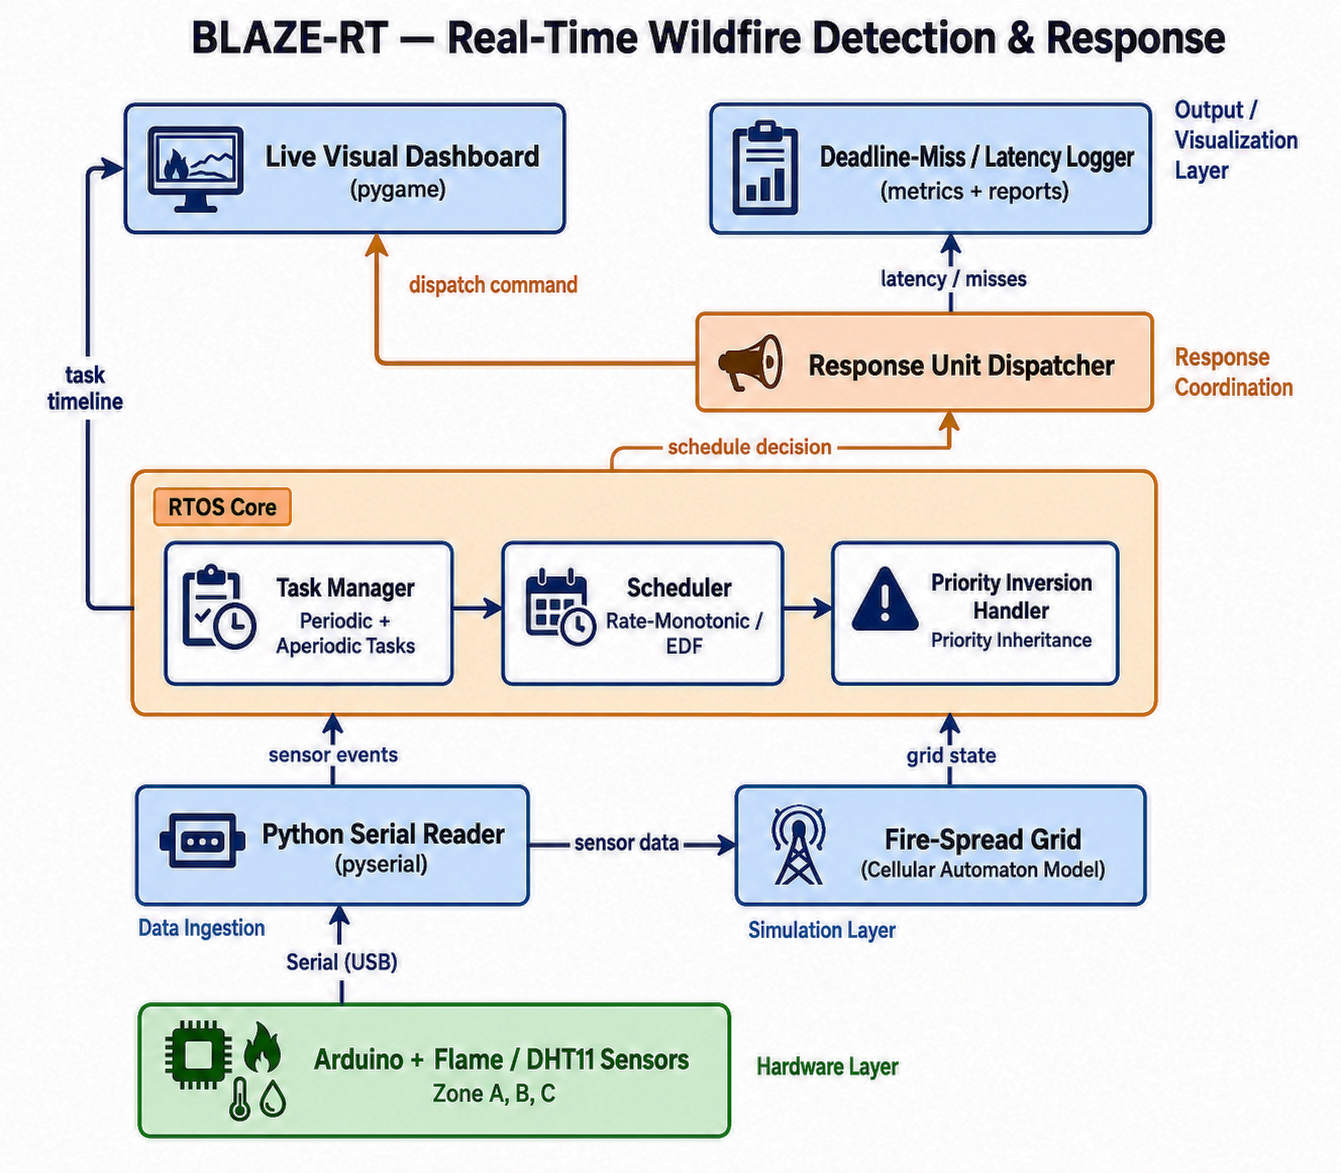 BLAZE-RT — Real-Time Wildfire Detection & Response
Live Visual Dashboard
(pygame)
Deadline-Miss / Latency Logger
(metrics + reports)
Output /
Visualization
Layer
dispatch command
latency / misses
Response Unit Dispatcher
Response
Coordination
task
timeline
schedule decision
RTOS Core
Task Manager
Periodic +
Aperiodic Tasks
Scheduler
Rate-Monotonic /
EDF
Priority Inversion
Handler
Priority Inheritance
sensor events
grid state
Python Serial Reader
(pyserial)
sensor data
Fire-Spread Grid
(Cellular Automaton Model)
Data Ingestion
Simulation Layer
Serial (USB)
Arduino + Flame / DHT11 Sensors
Zone A, B, C
Hardware Layer